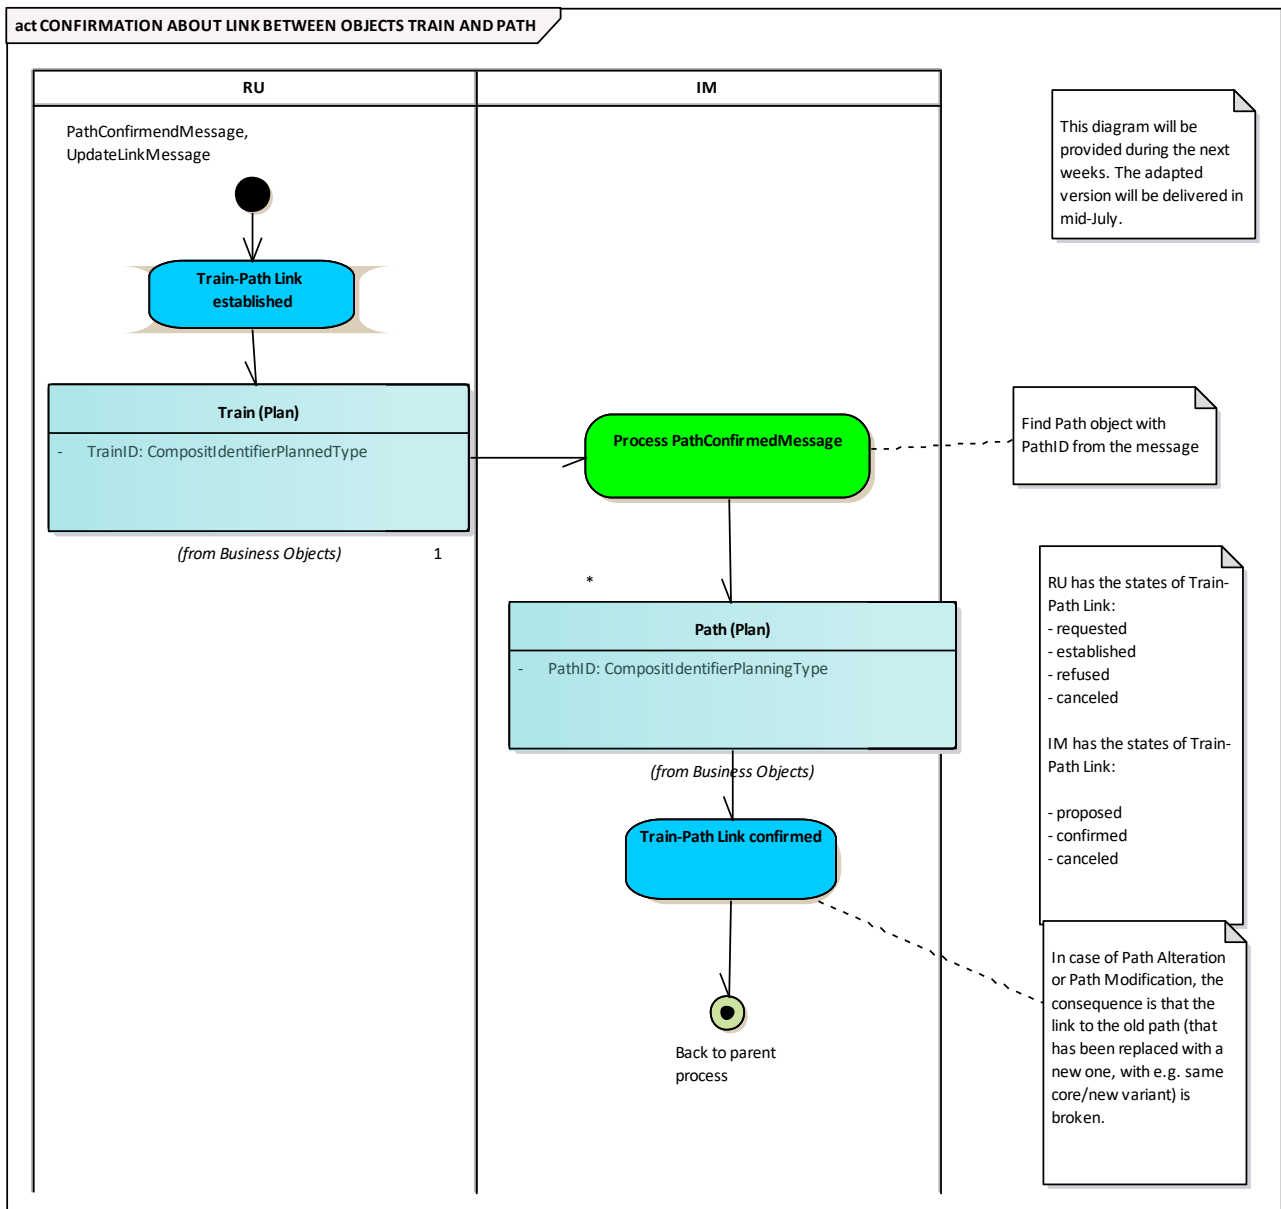 act CONFIRMATION ABOUT LINK BETWEEN OBJECTS TRAIN AND PATH
RU
IM
PathConfirmendMessage,
UpdateLinkMessage
Train-Path Link
established
Train (Plan)
- TrainID: CompositIdentifierPlannedType
(from Business Objects)
1
Process PathConfirmedMessage
*
Path (Plan)
- PathID: CompositIdentifierPlanningType
(from Business Objects)
Train-Path Link confirmed
Back to parent
process
This diagram will be
provided during the next
weeks. The adapted
version will be delivered in
mid-July.
Find Path object with
PathID from the message
RU has the states of Train-
Path Link:
- requested
- established
- refused
- canceled
IM has the states of Train-
Path Link:
- proposed
- confirmed
- canceled
In case of Path Alteration
or Path Modification, the
consequence is that the
link to the old path (that
has been replaced with a
new one, with e.g. same
core/new variant) is
broken.